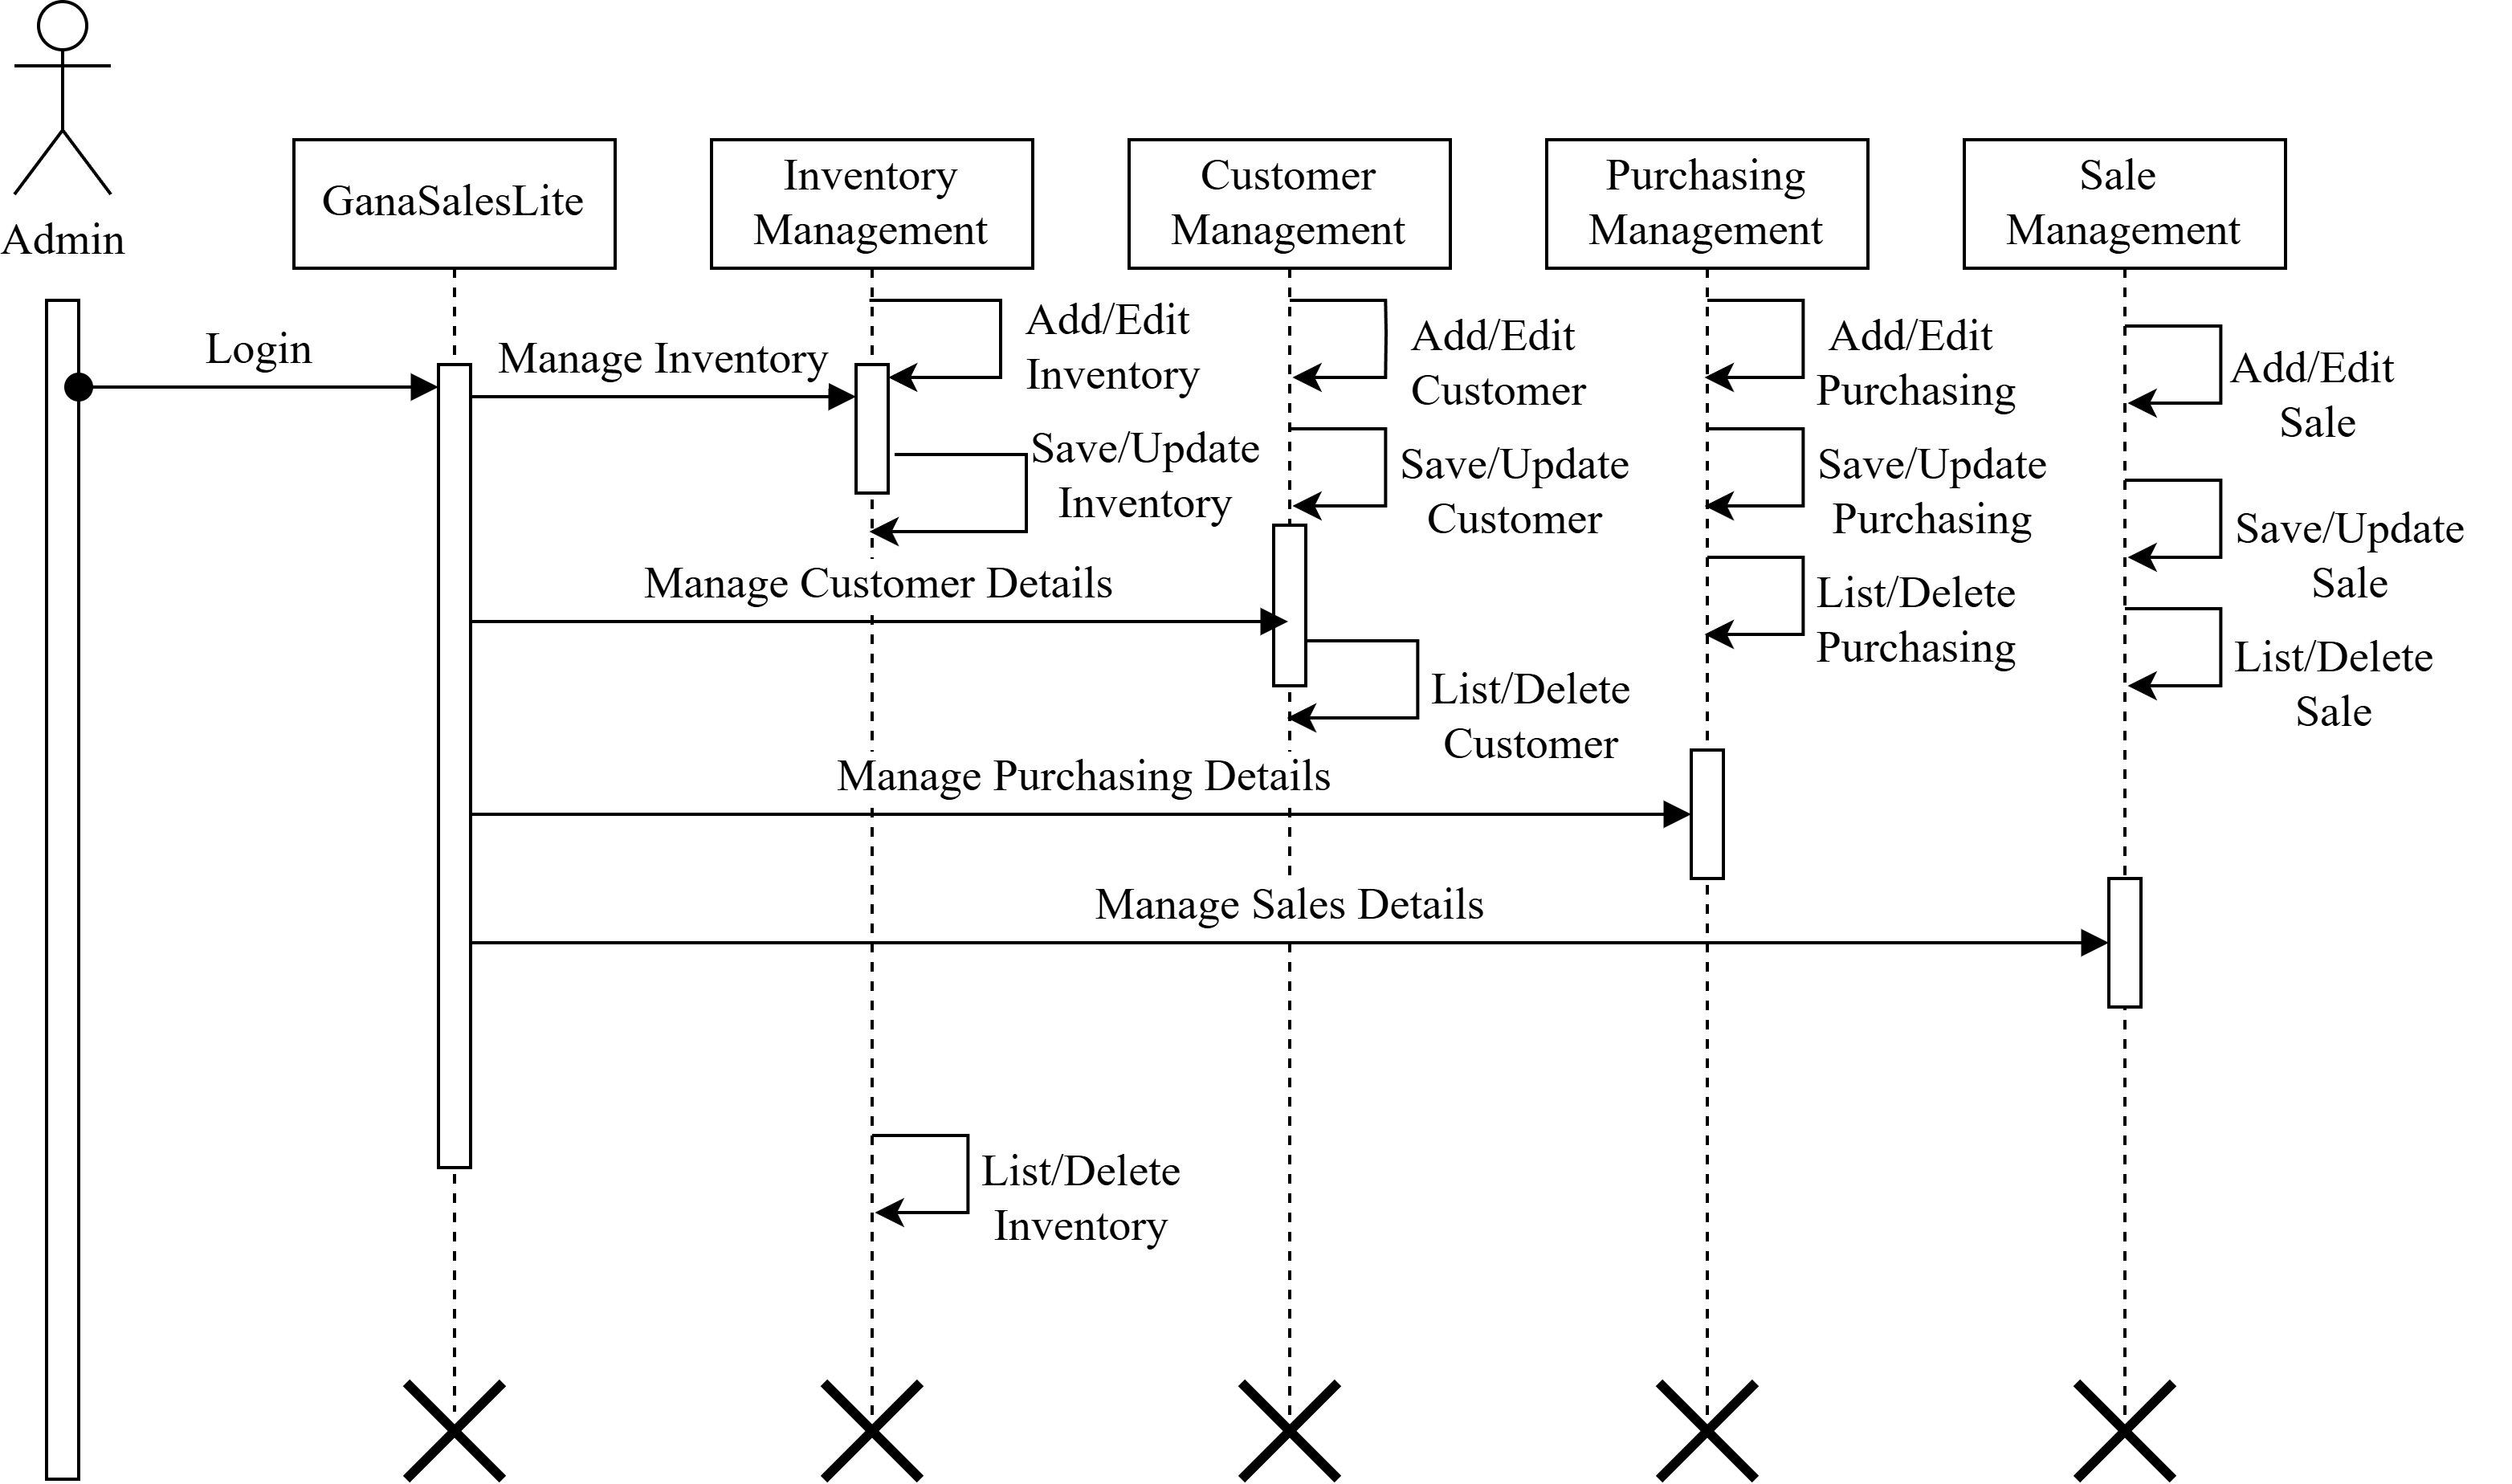 Admin
GanaSalesLite
Inventory
Management
Customer
Management
Purchasing
Management
Sale
Management
Login
Manage Inventory
Add/Edit
Inventory
Add/Edit
Customer
Add/Edit
Purchasing
Add/Edit
Sale
Save/Update
Inventory
Save/Update
Customer
Save/Update
Purchasing
Save/Update
Sale
Manage Customer Details
List/Delete
Purchasing
List/Delete
Sale
List/Delete
Customer
Manage Purchasing Details
Manage Sales Details
List/Delete
Inventory